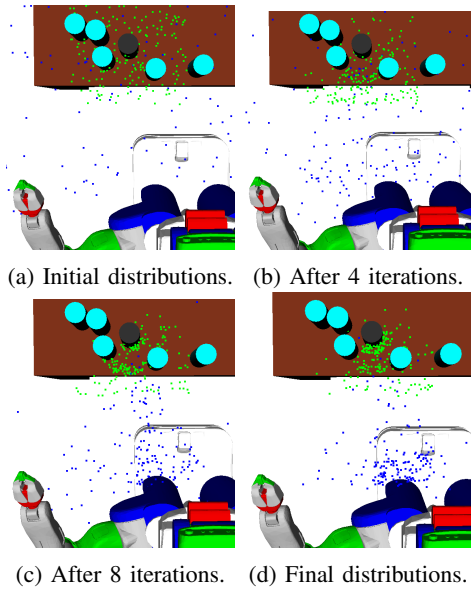 (a) Initial distributions.
(b) After 4 iterations.
(c) After 8 iterations.
(d) Final distributions.